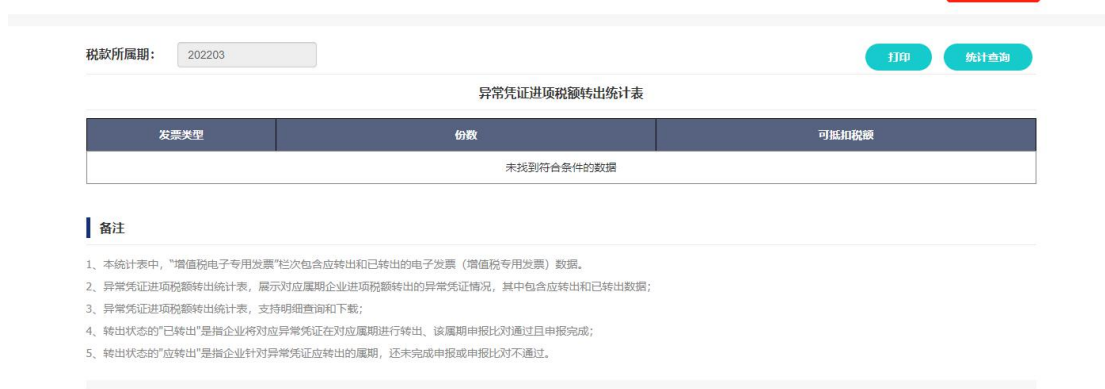 税款所属期： 202203 打印 统计查询
异常凭证进项税额转出统计表
发票类型 份数 可抵扣税额
未找到符合条件的数据
备注
1、本统计表中，"增值税电子专用发票"栏次包含应转出和已转出的电子发票（增值税专用发票）数据。
2、异常凭证进项税额转出统计表，展示对应属期企业进项税额转出的异常凭证情况，其中包含应转出和已转出数据；
3、异常凭证进项税额转出统计表，支持明细查询和下载；
4、转出状态的"已转出"是指企业将对应异常凭证在对应属期进行转出、该属期申报比对通过且申报完成；
5、转出状态的"应转出"是指企业针对异常凭证应转出的属期，还未完成申报或申报比对不通过。